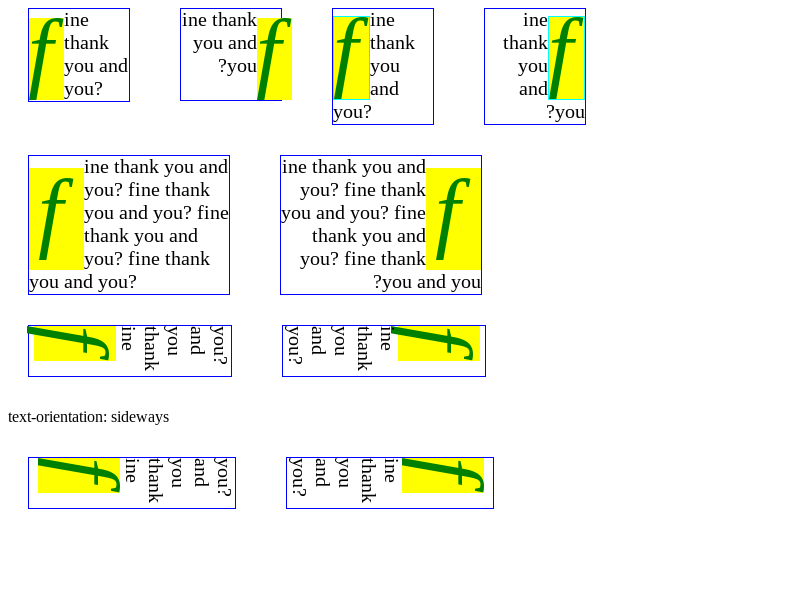 f ine
thank
you and
you?
ine thank f
you and
?you
f ine
thank
you
and
you?
ine f
thank
you
and
?you
f ine thank you and
you? fine thank
you and you? fine
thank you and
you? fine thank
you and you?
ine thank you and f
you? fine thank
you and you? fine
thank you and
you? fine thank
?you and you
f
ine
thank
you
and
you?
f
ine
thank
you
and
you?
text-orientation: sideways
f
ine
thank
you
and
you?
f
ine
thank
you
and
you?